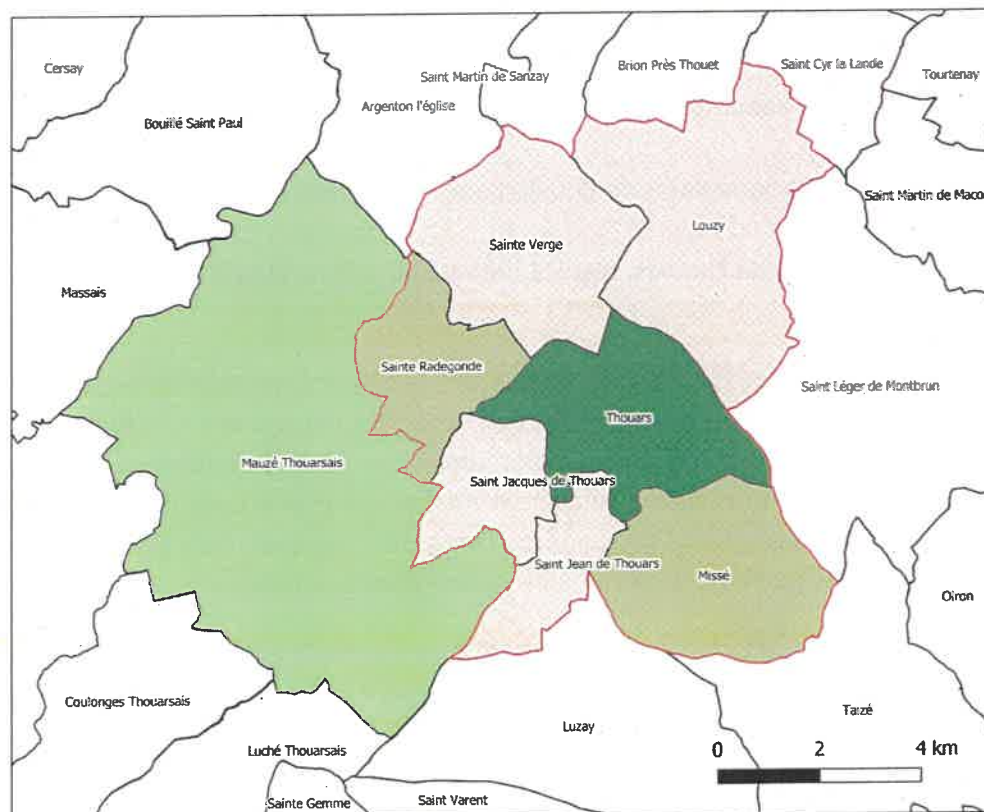 Cersay
Saint Martin de Sanzay
Brion Près Thouet
Saint Cyr la Lande
Tourtenay
Argenton l'église
Bouillé Saint Paul
Saint Martin de Maco
Sainte Verge
Louzy
Massais
Sainte Radegonde
Saint Léger de Montbrun
Thouars
Mauzé Thouarsais
Saint Jacques de Thouars
Saint Jean de Thouars
Missé
Oiron
Coulonges Thouarsais
Taizé
Luzay
Luché Thouarsais
0 2 4 km
Sainte Gemme
Saint Varent